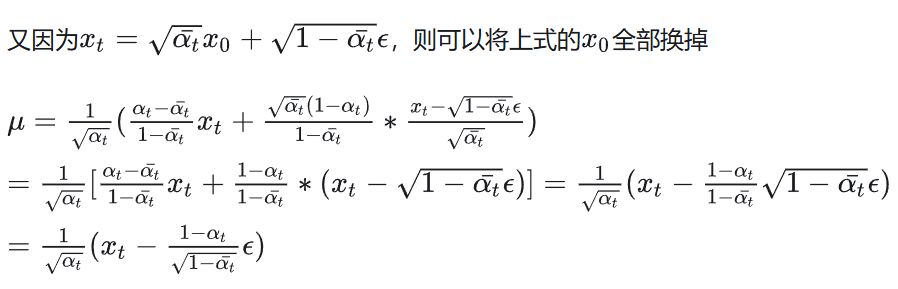 又因为$x_t = \sqrt{\bar{\alpha_t}}x_0 + \sqrt{1-\bar{\alpha_t}}\epsilon$，则可以将上式的$x_0$全部换掉
$\mu = \frac{1}{\sqrt{\alpha_t}}(\frac{\alpha_t-\bar{\alpha_t}}{1-\bar{\alpha_t}}x_t + \frac{\sqrt{\bar{\alpha_t}}(1-\alpha_t)}{1-\bar{\alpha_t}} * \frac{x_t-\sqrt{1-\bar{\alpha_t}}\epsilon}{\sqrt{\bar{\alpha_t}}})$
$= \frac{1}{\sqrt{\alpha_t}}[\frac{\alpha_t-\bar{\alpha_t}}{1-\bar{\alpha_t}}x_t + \frac{1-\alpha_t}{1-\bar{\alpha_t}} * (x_t - \sqrt{1-\bar{\alpha_t}}\epsilon)] = \frac{1}{\sqrt{\alpha_t}}(x_t - \frac{1-\alpha_t}{1-\bar{\alpha_t}}\sqrt{1-\bar{\alpha_t}}\epsilon)$
$= \frac{1}{\sqrt{\alpha_t}}(x_t - \frac{1-\alpha_t}{\sqrt{1-\bar{\alpha_t}}}\epsilon)$